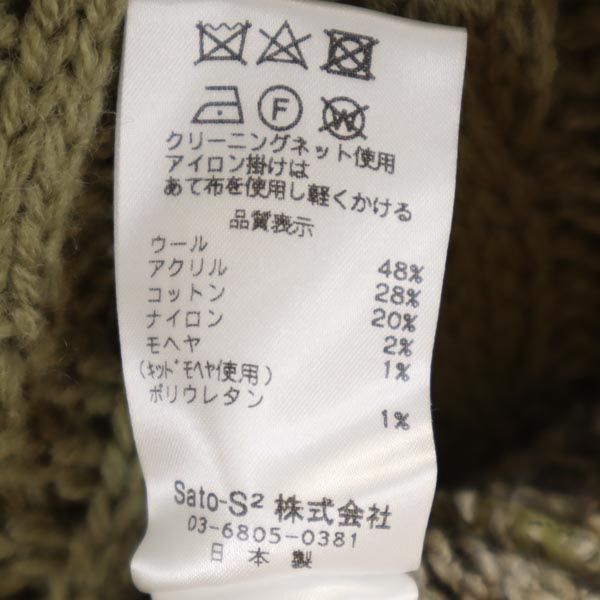 F W
クリーニングネット使用
アイロン掛けは
あて布を使用し軽くかける
品質表示
ウール 48%
アクリル 28%
コットン 20%
ナイロン 2%
モヘヤ 1%
(ｷｯﾄﾞﾓﾍﾔ使用)
ポリウレタン 1%
Sato-S² 株式会社
03-6805-0381
日本製